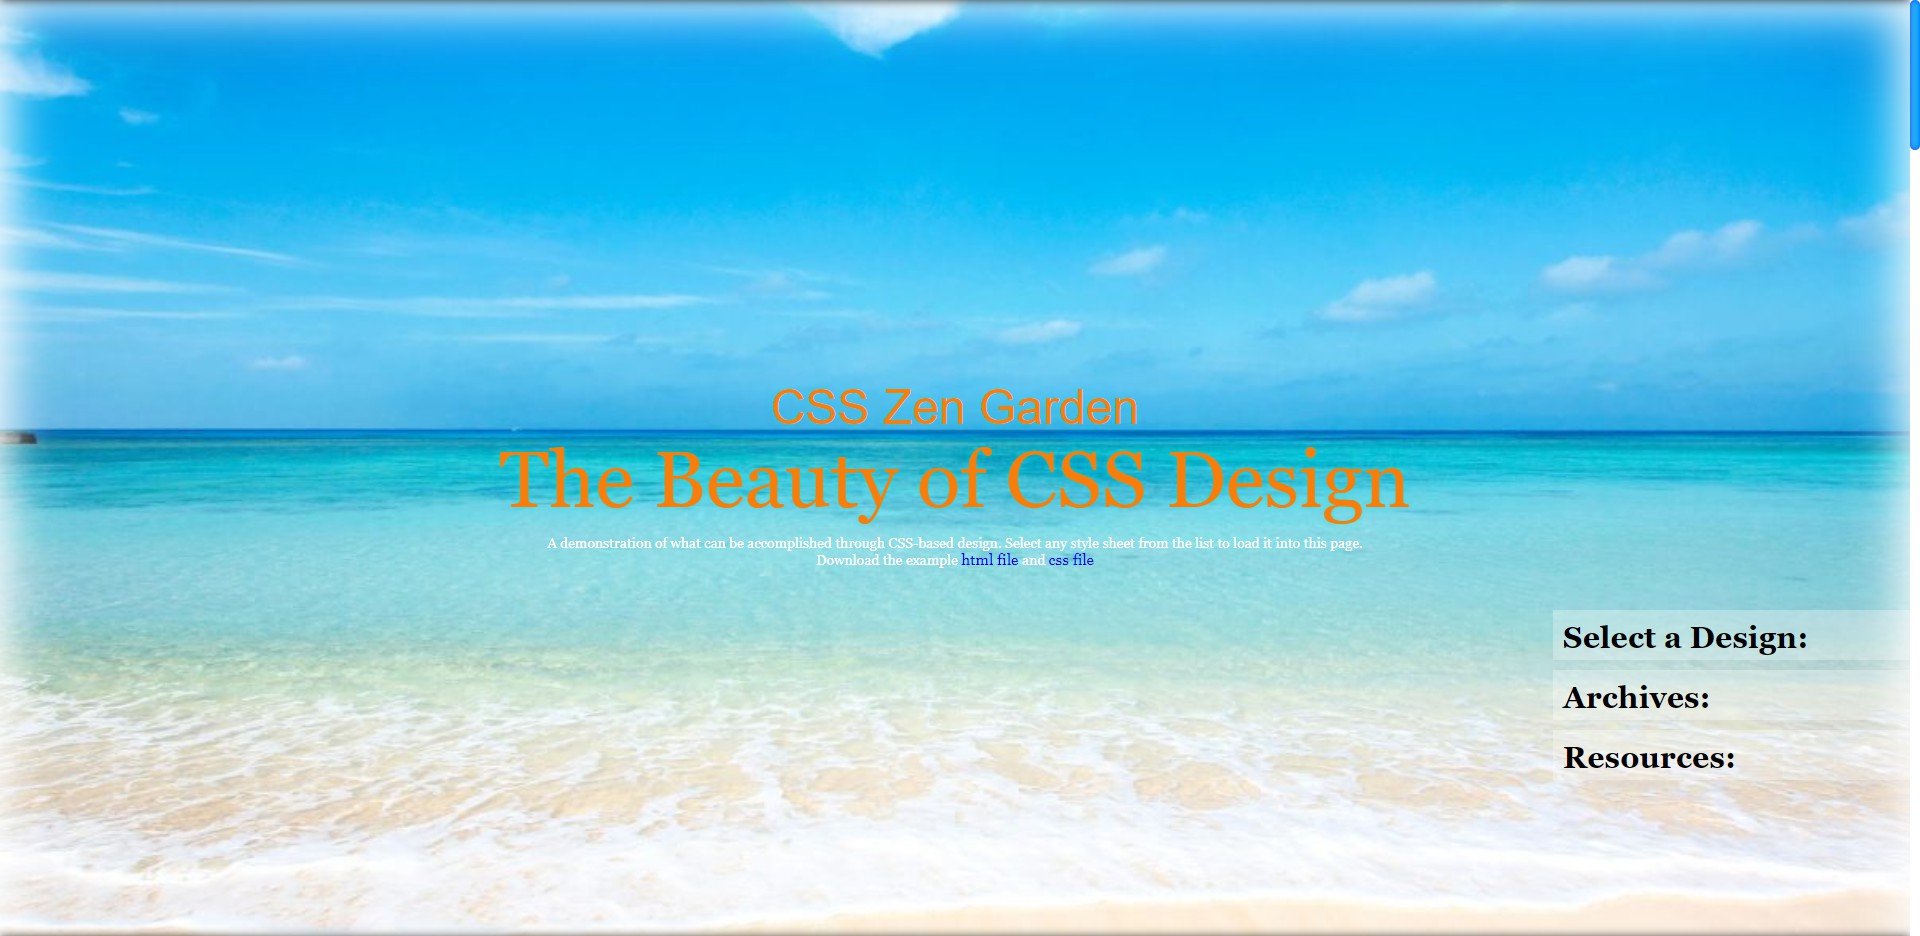 CSS Zen Garden
The Beauty of CSS Design
A demonstration of what can be accomplished through CSS-based design. Select any style sheet from the list to load it into this page.
Download the example html file and css file
Select a Design:
Archives:
Resources: